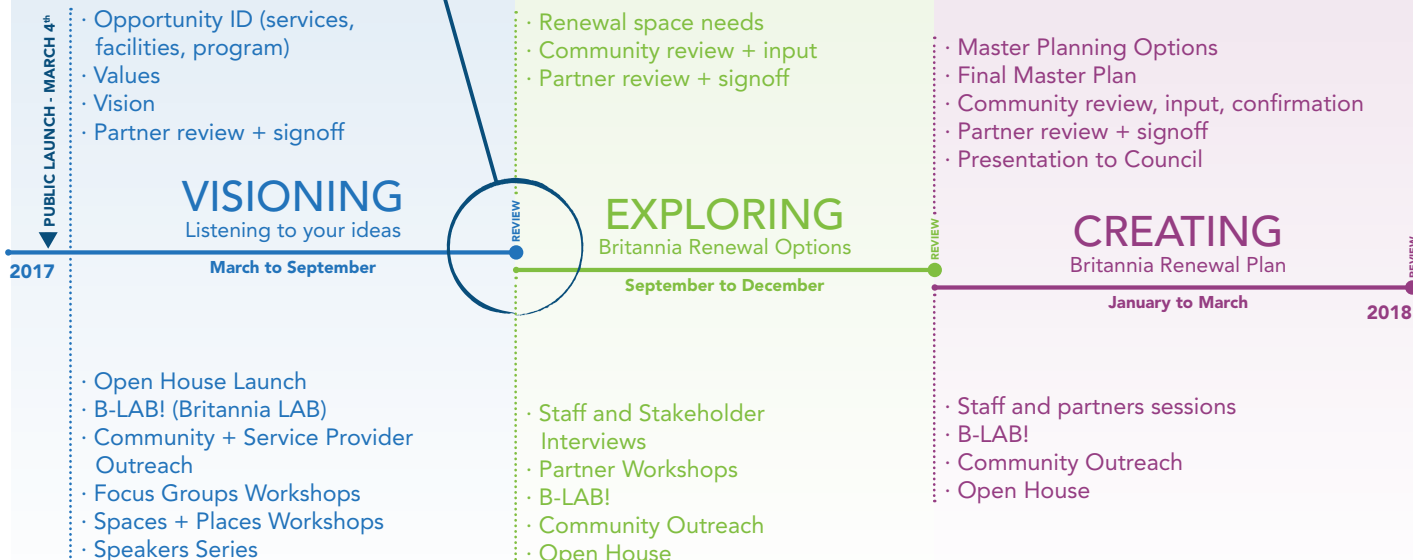 PUBLIC LAUNCH - MARCH 4th
· Opportunity ID (services,
facilities, program)
· Values
· Vision
· Partner review + signoff
VISIONING
Listening to your ideas
March to September
2017
REVIEW
· Open House Launch
· B-LAB! (Britannia LAB)
· Community + Service Provider
Outreach
· Focus Groups Workshops
· Spaces + Places Workshops
· Speakers Series
· Renewal space needs
· Community review + input
· Partner review + signoff
EXPLORING
Britannia Renewal Options
September to December
REVIEW
· Staff and Stakeholder
Interviews
· Partner Workshops
· B-LAB!
· Community Outreach
· Open House
· Master Planning Options
· Final Master Plan
· Community review, input, confirmation
· Partner review + signoff
· Presentation to Council
CREATING
Britannia Renewal Plan
January to March
2018
REVIEW
· Staff and partners sessions
· B-LAB!
· Community Outreach
· Open House